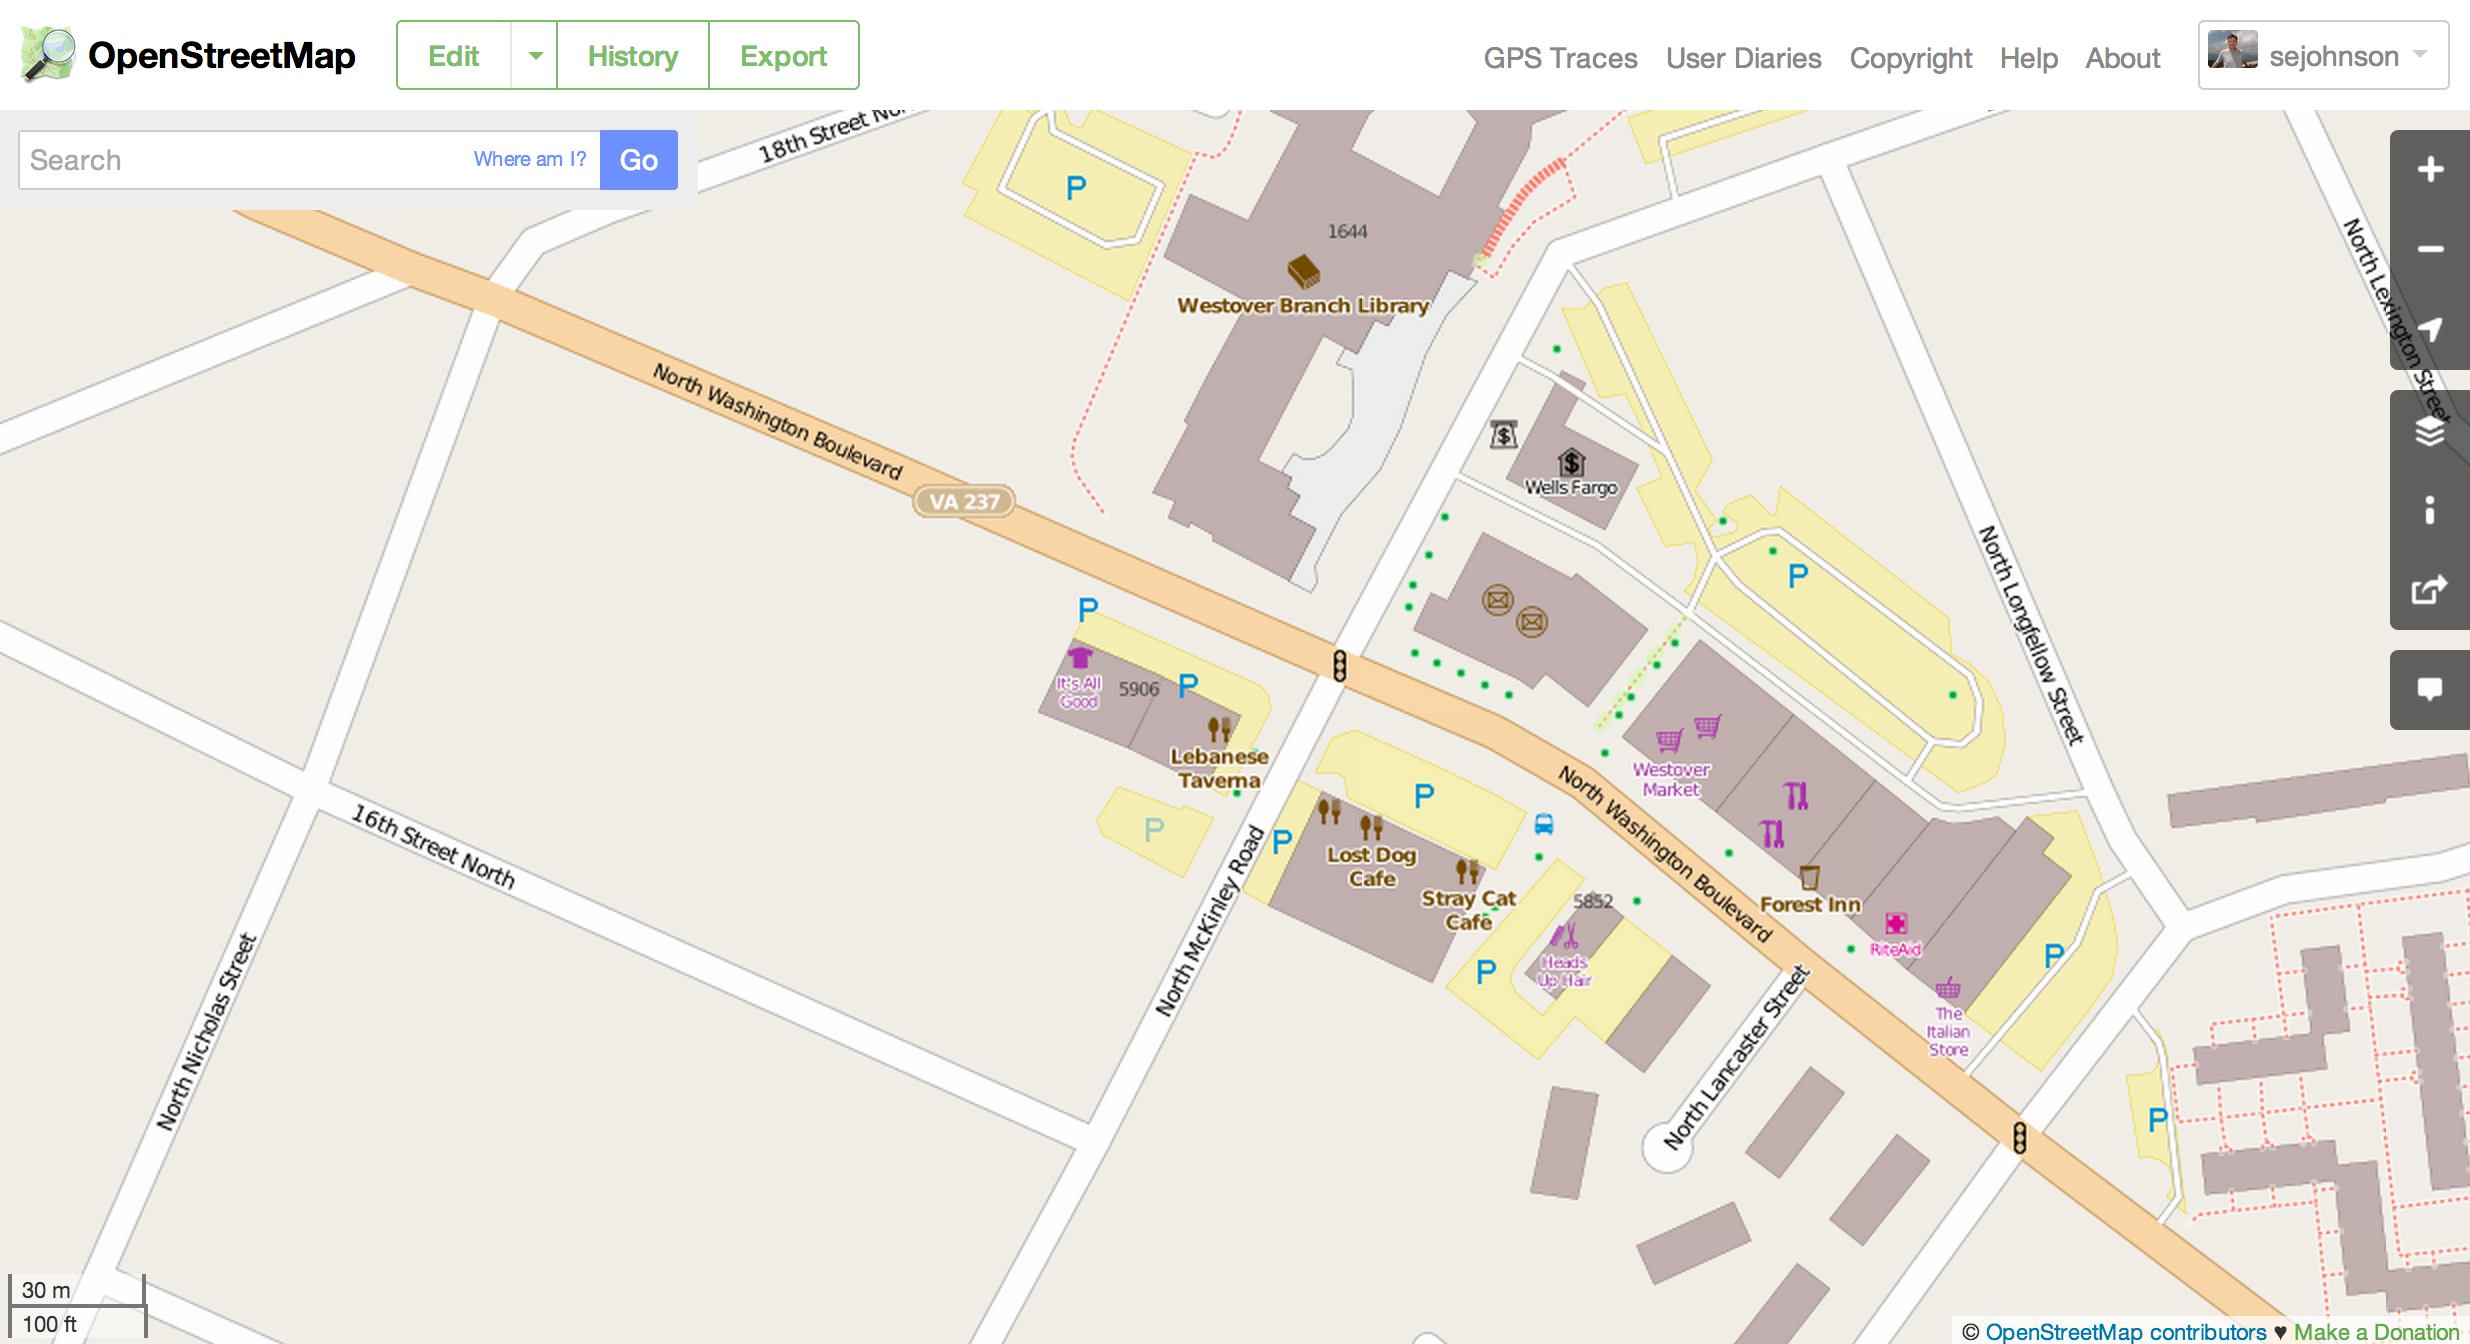 OpenStreetMap
Edit
History
Export
GPS Traces
User Diaries
Copyright
Help
About
sejohnson
Search
Where am I?
Go
18th Street
P
1644
Westover Branch Library
North Lexington Street
North Washington Boulevard
VA 237
Wells Fargo
P
North Longfellow Street
P
It's All
Good
5906
P
Lebanese
Taverna
P
Westover
Market
North Washington Boulevard
P
P
Lost Dog
Cafe
Stray Cat
Cafe
5852
Forest Inn
RiteAid
P
Heads
Up Hair
P
The
Italian
Store
16th Street North
North McKinley Road
North Nicholas Street
North Lancaster Street
P
30 m
100 ft
© OpenStreetMap contributors ♥ Make a Donation